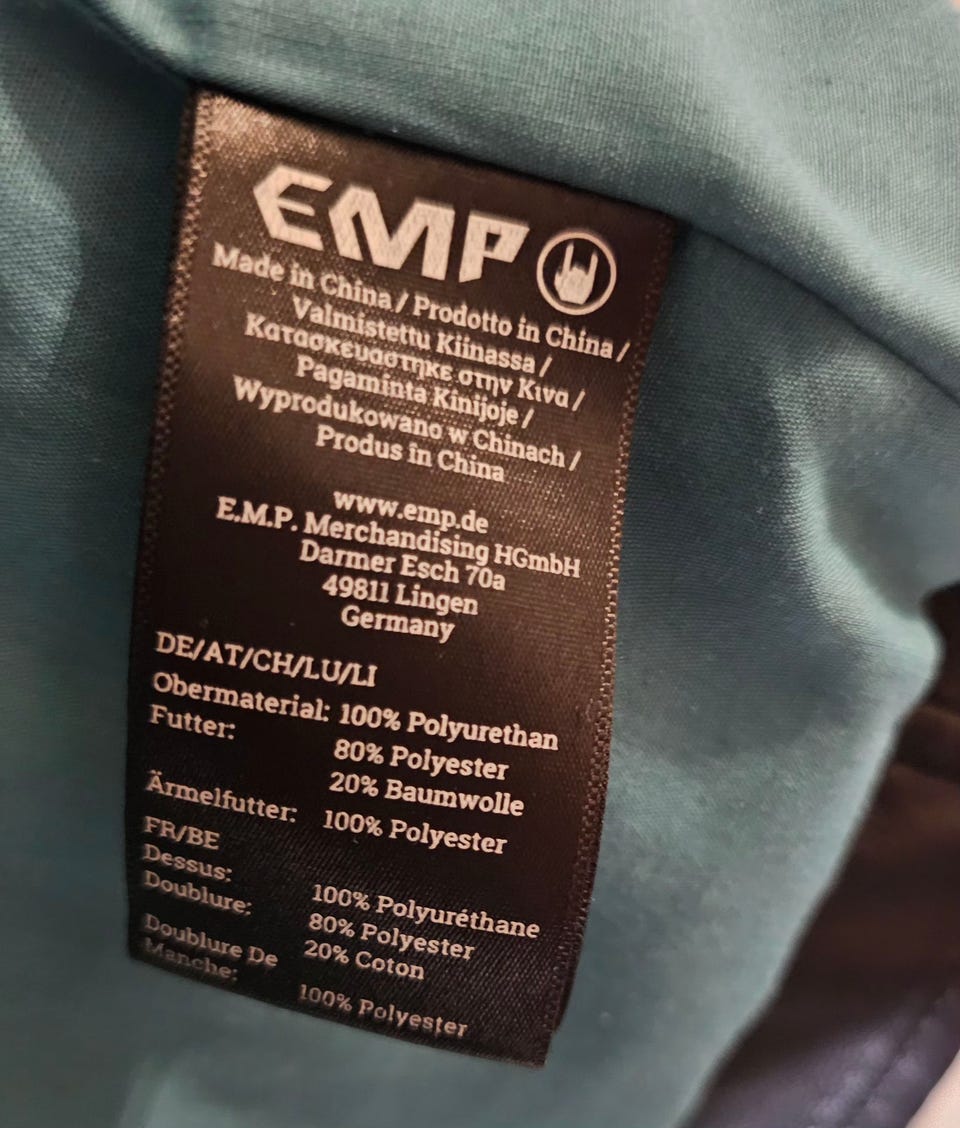 EMP
Made in China / Prodotto in China /
Valmistettu Kiinassa /
Κατασκευάστηκε στην Κινα /
Pagaminta Kinijoje /
Wyprodukowano w Chinach /
Produs în China
www.emp.de
E.M.P. Merchandising HGmbH
Darmer Esch 70a
49811 Lingen
Germany
DE/AT/CH/LU/LI
Obermaterial: 100% Polyurethan
Futter: 80% Polyester
20% Baumwolle
Ärmelfutter: 100% Polyester
FR/BE
Dessus: 100% Polyuréthane
Doublure: 80% Polyester
20% Coton
Doublure De
Manche: 100% Polyester